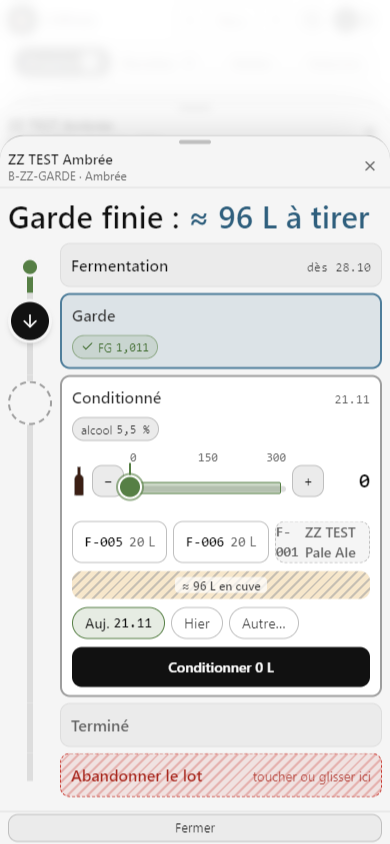 ZZ TEST Ambrée
B-ZZ-GARDE · Ambrée
×
Garde finie : ≈ 96 L à tirer
Fermentation dès 28.10
Garde
✓ FG 1,011
Conditionné 21.11
alcool 5,5 %
0 150 300
− + 0
F-005 20 L F-006 20 L F-001 ZZ TEST Pale Ale
≈ 96 L en cuve
Auj. 21.11 Hier Autre...
Conditionner 0 L
Terminé
Abandonner le lot toucher ou glisser ici
Fermer